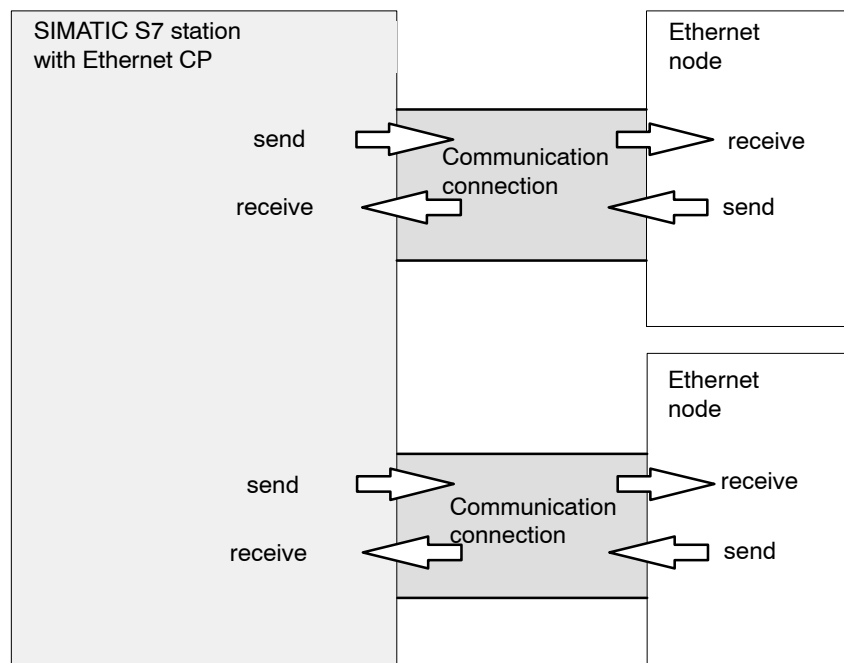 SIMATIC S7 station
with Ethernet CP
Ethernet
node
send
Communication
connection
receive
receive
send
Ethernet
node
send
Communication
connection
receive
receive
send